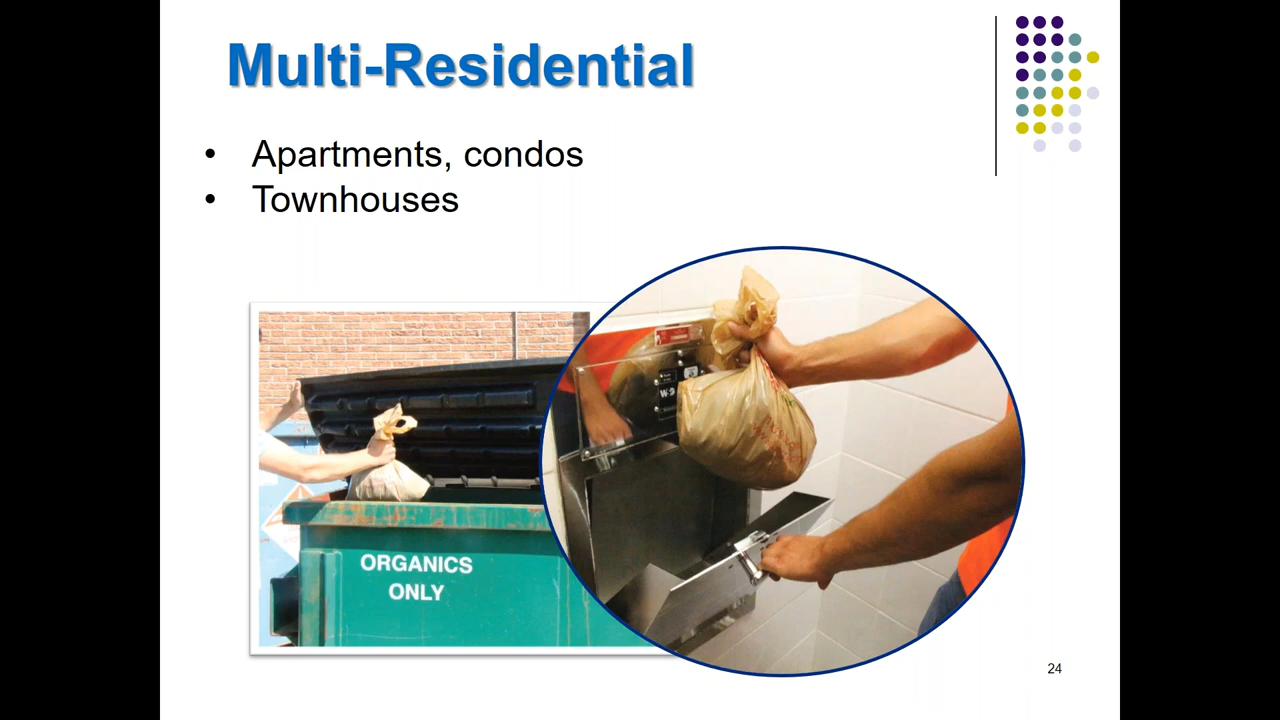 Multi-Residential
• Apartments, condos
• Townhouses
ORGANICS
ONLY
24